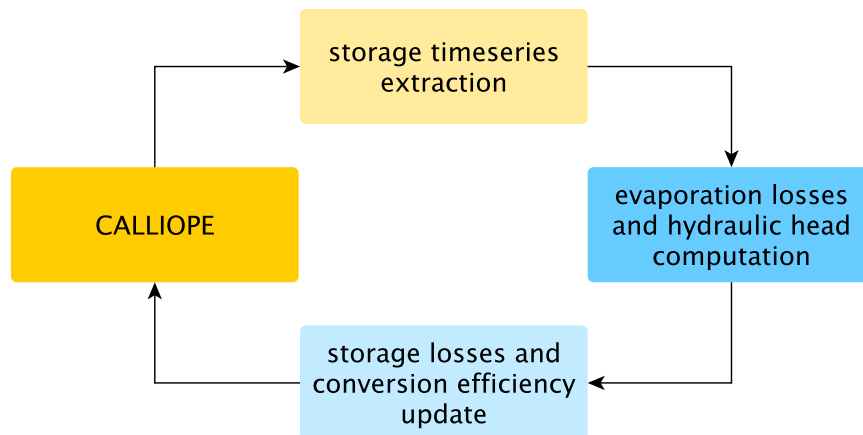 storage timeseries
extraction
CALLIOPE
evaporation losses
and hydraulic head
computation
storage losses and
conversion efficiency
update